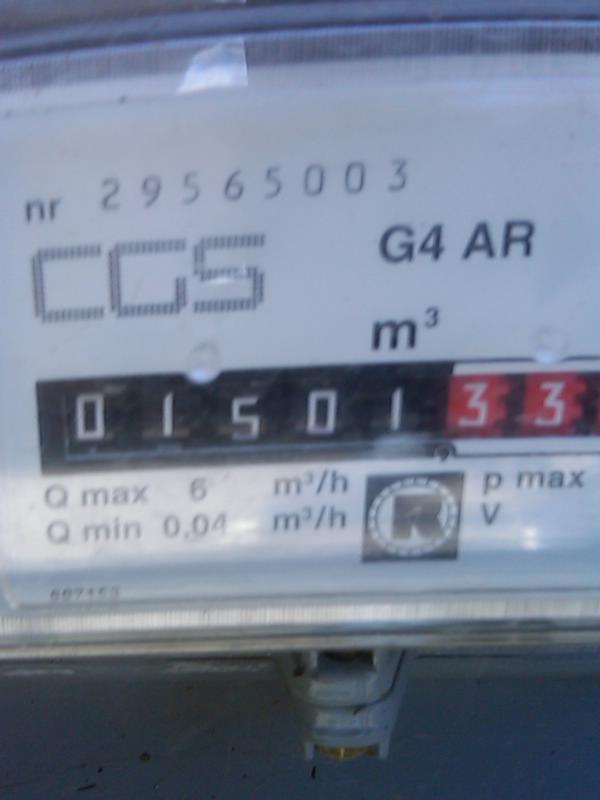 nr 29565003
CGS G4 AR
m³
01501 33
Q max 6 m³/h
Q min 0,04 m³/h
R
p max
V